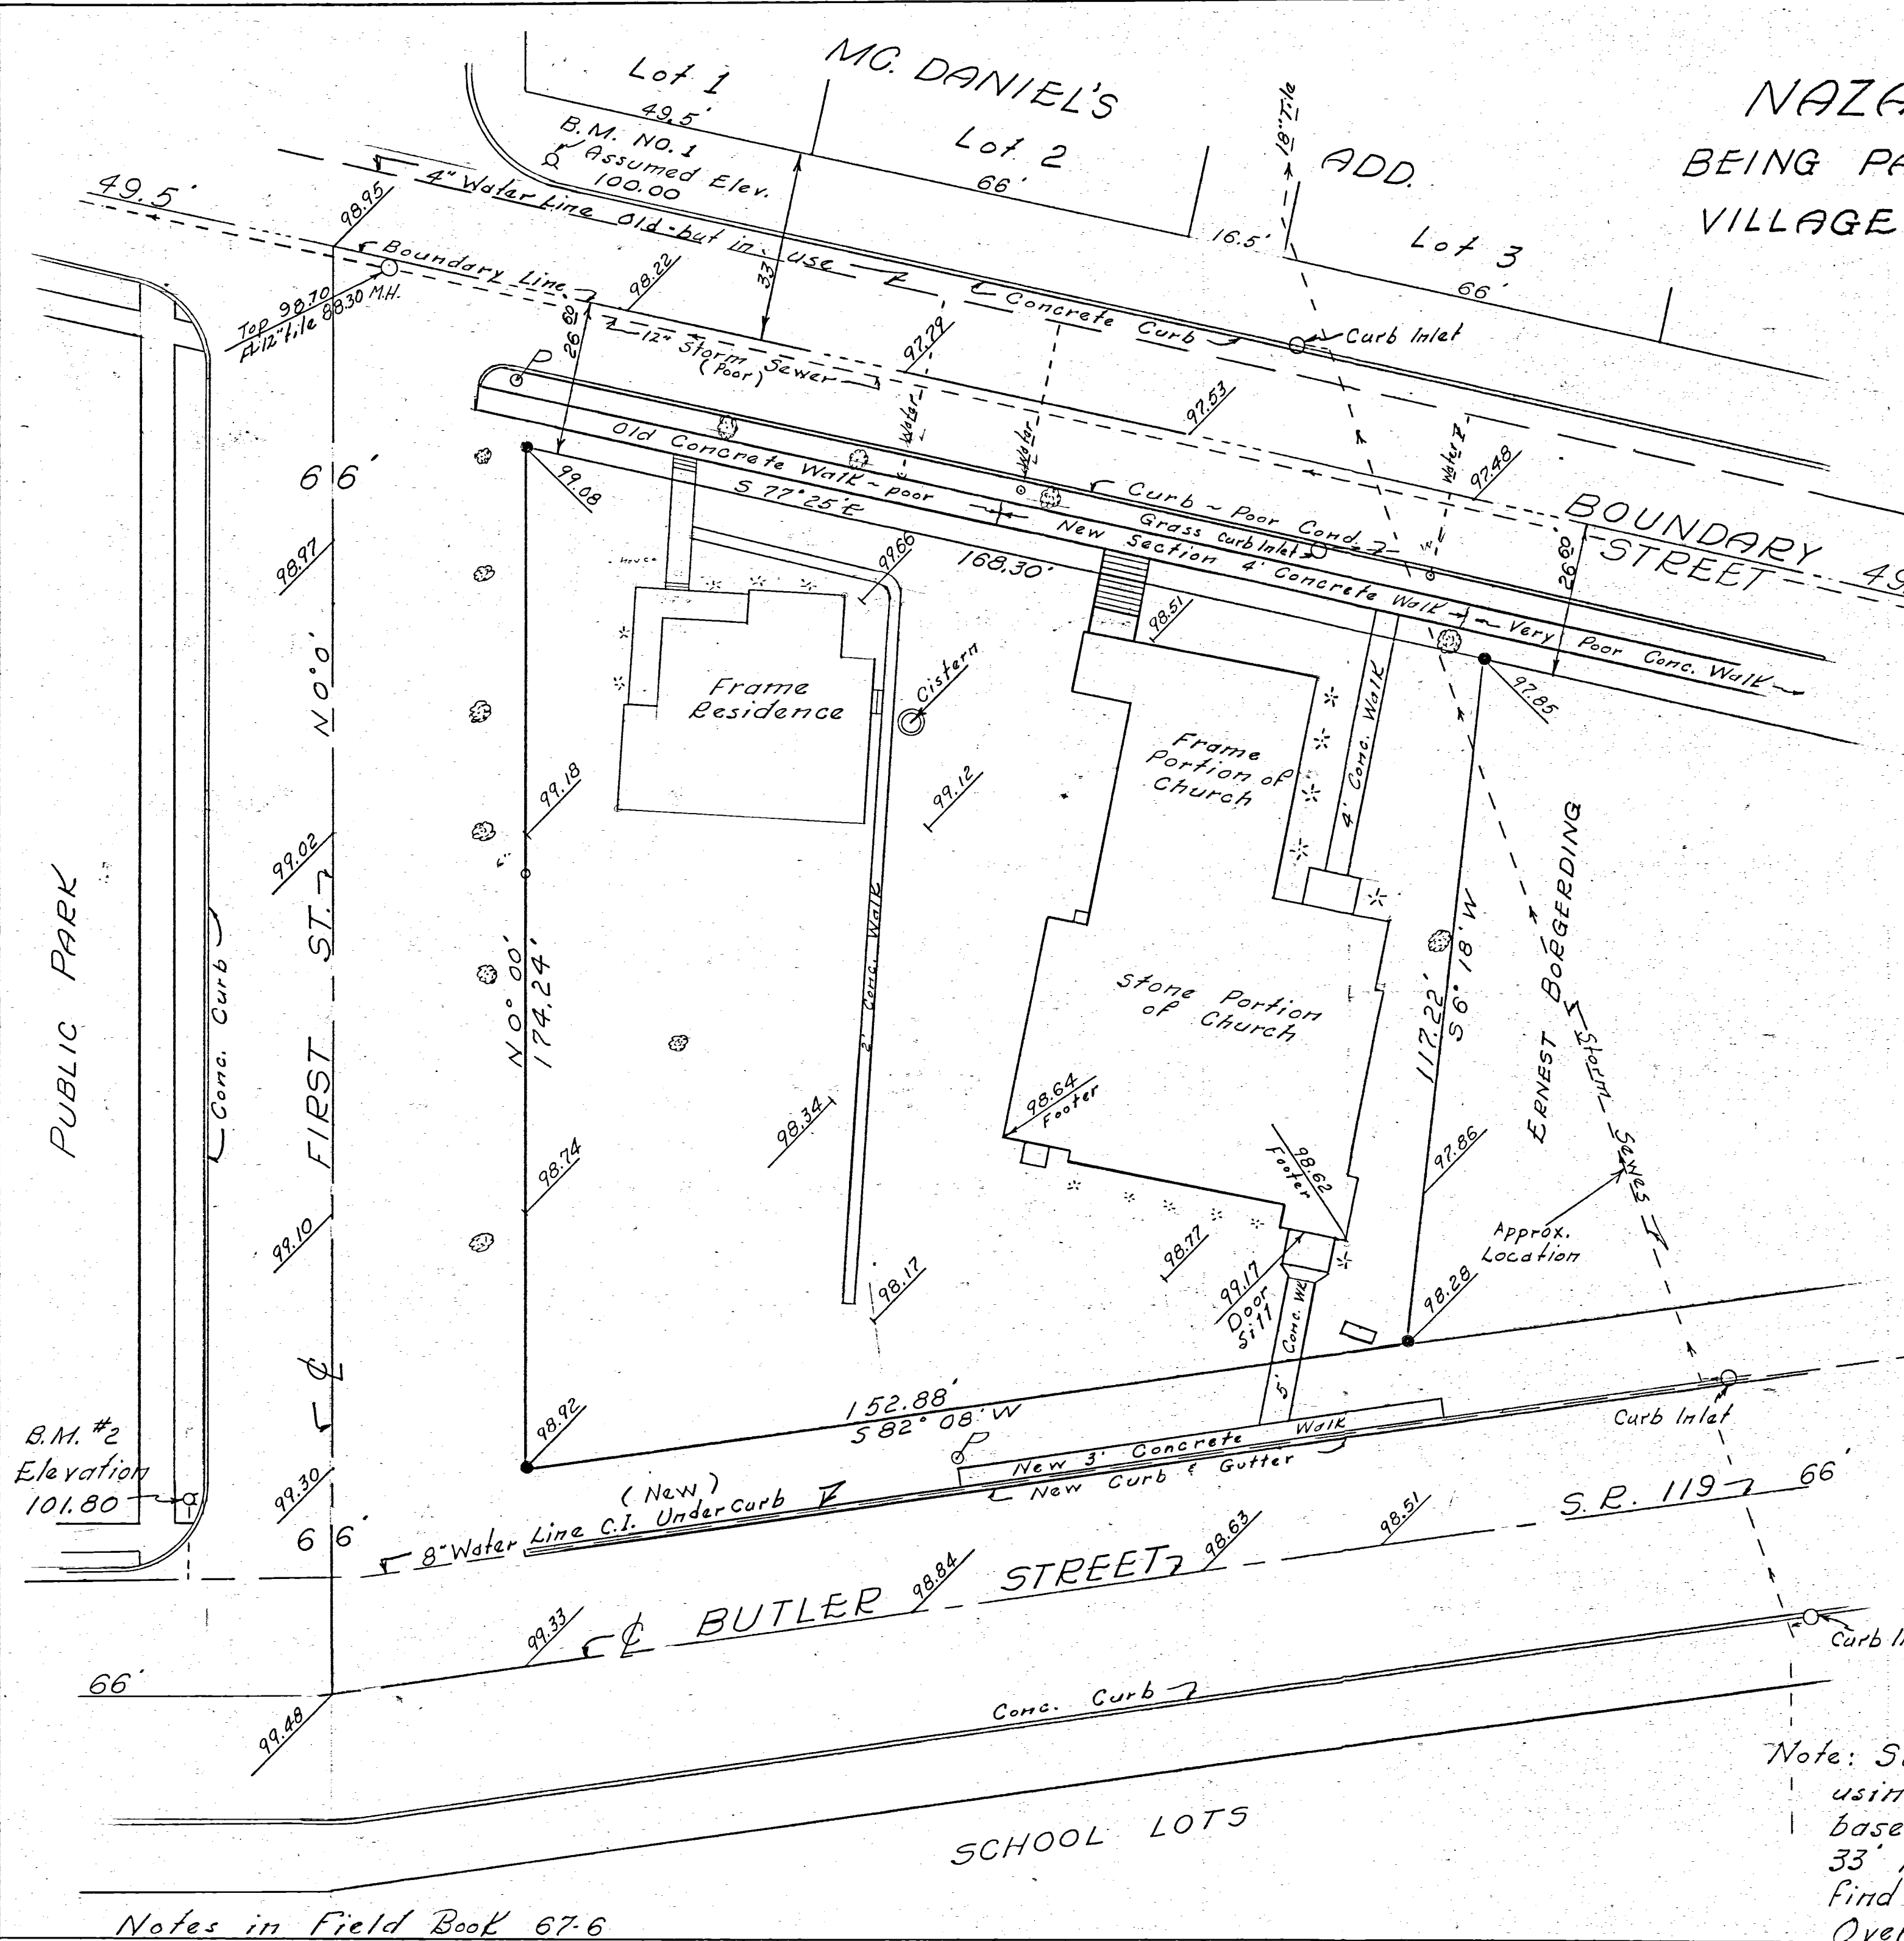 Lot 1
49.5'
MC. DANIEL'S
Lot 2
66'
18" Tile
ADD.
16.5'
Lot 3
66'
NAZA
BEING PA
VILLAGE
B.M. NO. 1
Assumed Elev.
100.00
49.5'
98.95
4" Water Line Old - but in use
Boundary Line
Top 98.70
Fl. 12" tile 88.30 M.H.
98.22
33'
Concrete Curb
Curb Inlet
26.60
12" Storm Sewer
(Poor)
97.79
97.53
97.48
P
Water
Water
Water
Old Concrete Walk ~ poor
S 77° 25' E
168.30'
Curb ~ Poor Cond.
Grass
Curb Inlet
New Section 4' Concrete Walk
Very Poor Conc. Walk
BOUNDARY
STREET
49
26.60
66'
99.08
98.97
N 0° 0'
99.66
98.51
97.85
Frame
Residence
Cistern
Frame
Portion of
Church
4' Conc. Walk
99.18
99.12
99.02
6"
PUBLIC PARK
Conc. Curb
FIRST ST.
N 0° 00'
174.24'
2' Conc. Walk
Stone Portion
of Church
117.22'
S 6° 18' W
ERNEST BORGERDING
Storm Sewer
98.64
Footer
98.34
98.74
98.62
Footer
97.86
Approx.
Location
99.10
98.17
98.77
99.17
Door
Sill
5' Conc. Wk
98.28
℄
B.M. #2
Elevation
101.80
98.92
152.88'
S 82° 08' W
P
New 3' Concrete Walk
New Curb & Gutter
Curb Inlet
99.30
66'
(New)
8" Water Line C.I. Under Curb
98.51
98.63
S.R. 119
66'
99.33
℄ BUTLER STREET
98.84
66'
99.48
Conc. Curb
Curb I
SCHOOL LOTS
Note: S
usin
base
33'
find
Over
Notes in Field Book 67-6